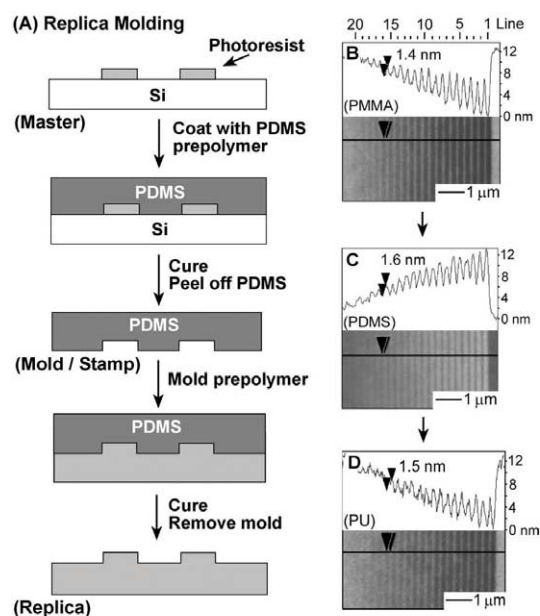 (A) Replica Molding
Photoresist
Si
(Master)
Coat with PDMS
prepolymer
PDMS
Si
Cure
Peel off PDMS
PDMS
(Mold / Stamp)
Mold prepolymer
PDMS
Cure
Remove mold
(Replica)
20 15 10 5 1 Line
B
1.4 nm
12
8
4
0 nm
(PMMA)
1 μm
C
1.6 nm
12
8
4
0 nm
(PDMS)
1 μm
D
1.5 nm
12
8
4
0 nm
(PU)
1 μm